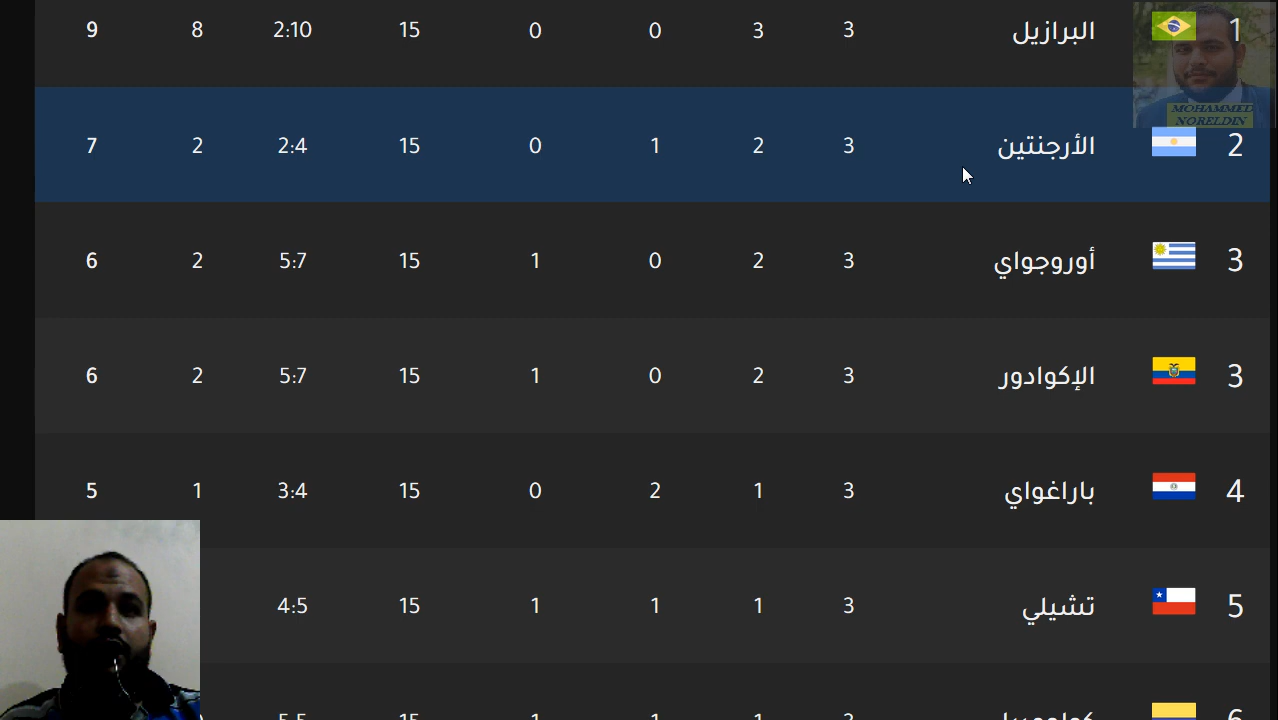 1 البرازيل 3 3 0 0 15 2:10 8 9
MOHAMMED
NORELDIN
2 الأرجنتين 3 2 1 0 15 2:4 2 7
3 أوروجواي 3 2 0 1 15 5:7 2 6
3 الإكوادور 3 2 0 1 15 5:7 2 6
4 باراغواي 3 1 2 0 15 3:4 1 5
5 تشيلي 3 1 1 1 15 4:5